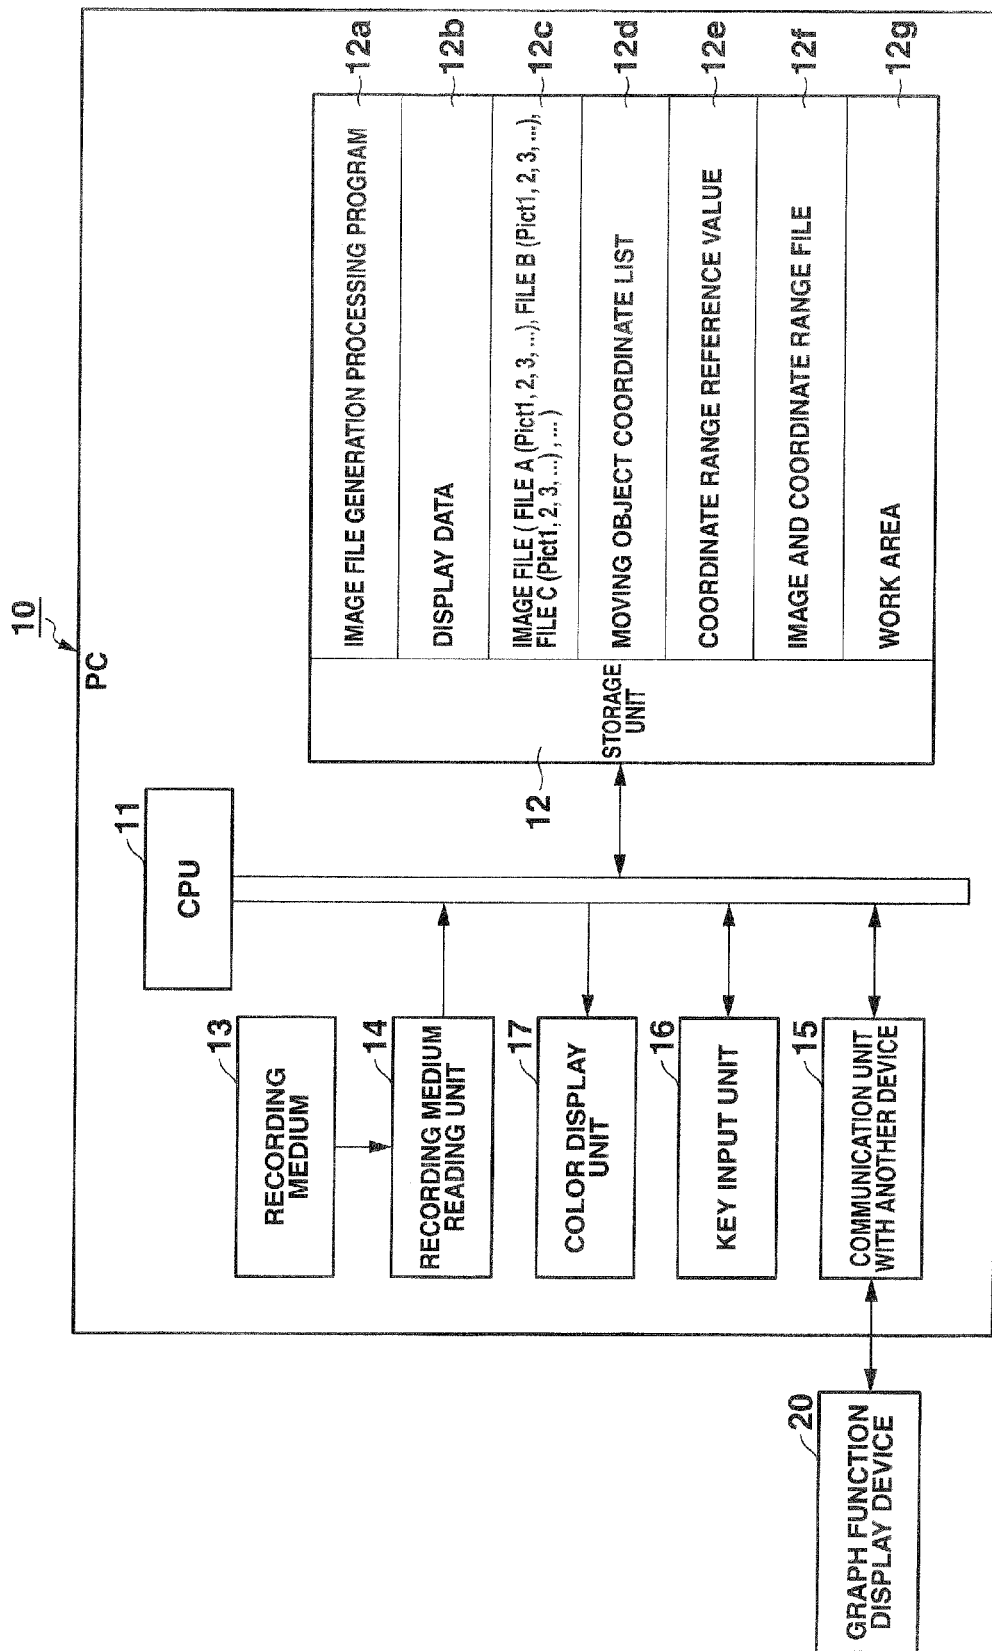 10
PC
11
CPU
13
RECORDING
MEDIUM
14
RECORDING MEDIUM
READING UNIT
17
COLOR DISPLAY
UNIT
16
KEY INPUT UNIT
15
COMMUNICATION UNIT
WITH ANOTHER DEVICE
20
GRAPH FUNCTION
DISPLAY DEVICE
12
STORAGE
UNIT
IMAGE FILE GENERATION PROCESSING PROGRAM
12a
DISPLAY DATA
12b
IMAGE FILE ( FILE A (Pict1, 2, 3, ...), FILE B (Pict1, 2, 3, ...),
FILE C (Pict1, 2, 3, ...) , ... )
12c
MOVING OBJECT COORDINATE LIST
12d
COORDINATE RANGE REFERENCE VALUE
12e
IMAGE AND COORDINATE RANGE FILE
12f
WORK AREA
12g